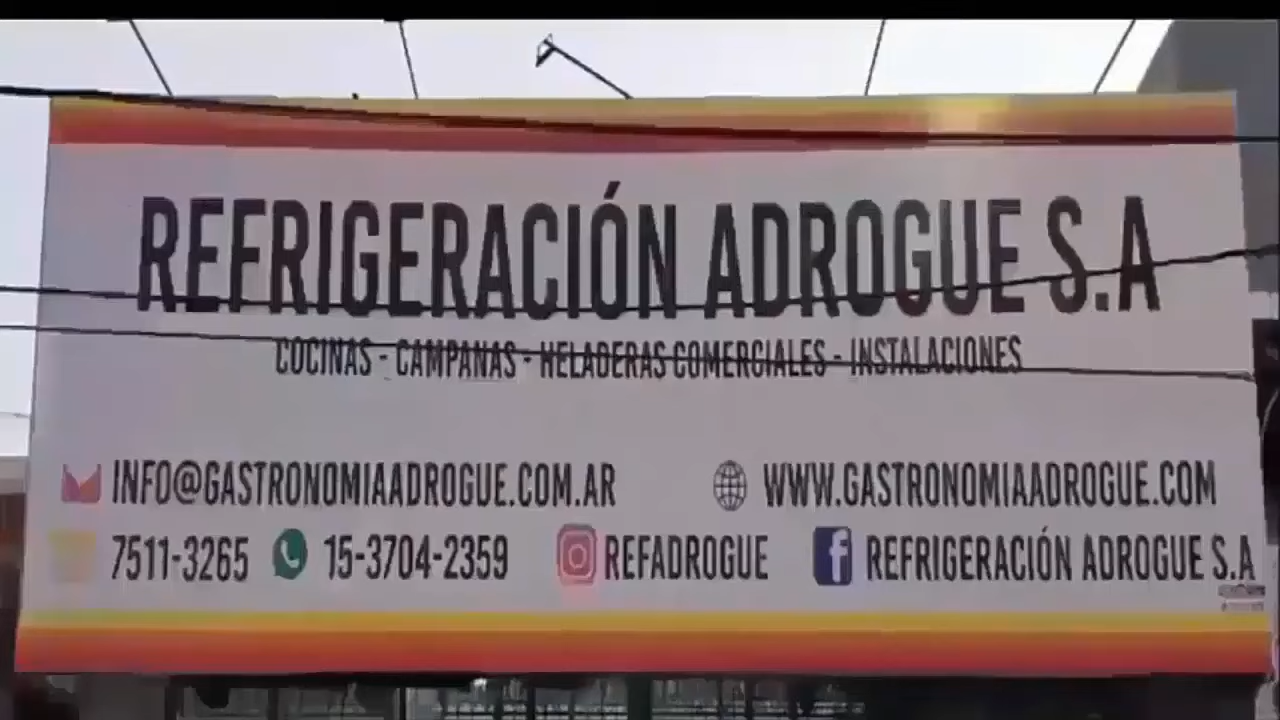 REFRIGERACIÓN ADROGUE S.A
COCINAS - CAMPANAS - HELADERAS COMERCIALES - INSTALACIONES
INFO@GASTRONOMIAADROGUE.COM.AR WWW.GASTRONOMIAADROGUE.COM
7511-3265 15-3704-2359 REFADROGUE REFRIGERACIÓN ADROGUE S.A